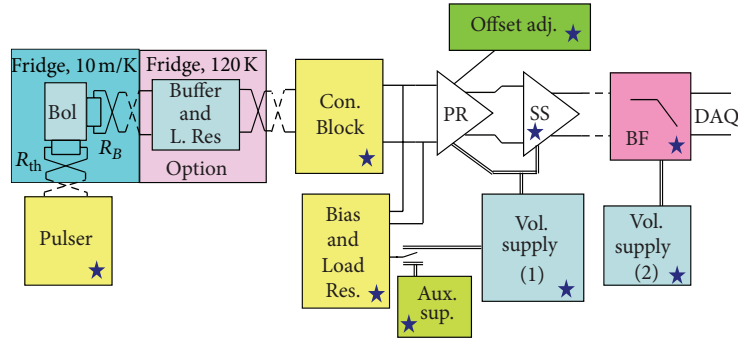 Offset adj.
Fridge, 10 m/K
Fridge, 120 K
Bol
Buffer
and
L. Res
R_B
R_th
Option
Con.
Block
PR
SS
BF
DAQ
Pulser
Bias
and
Load
Res.
Vol.
supply
(1)
Vol.
supply
(2)
Aux.
sup.